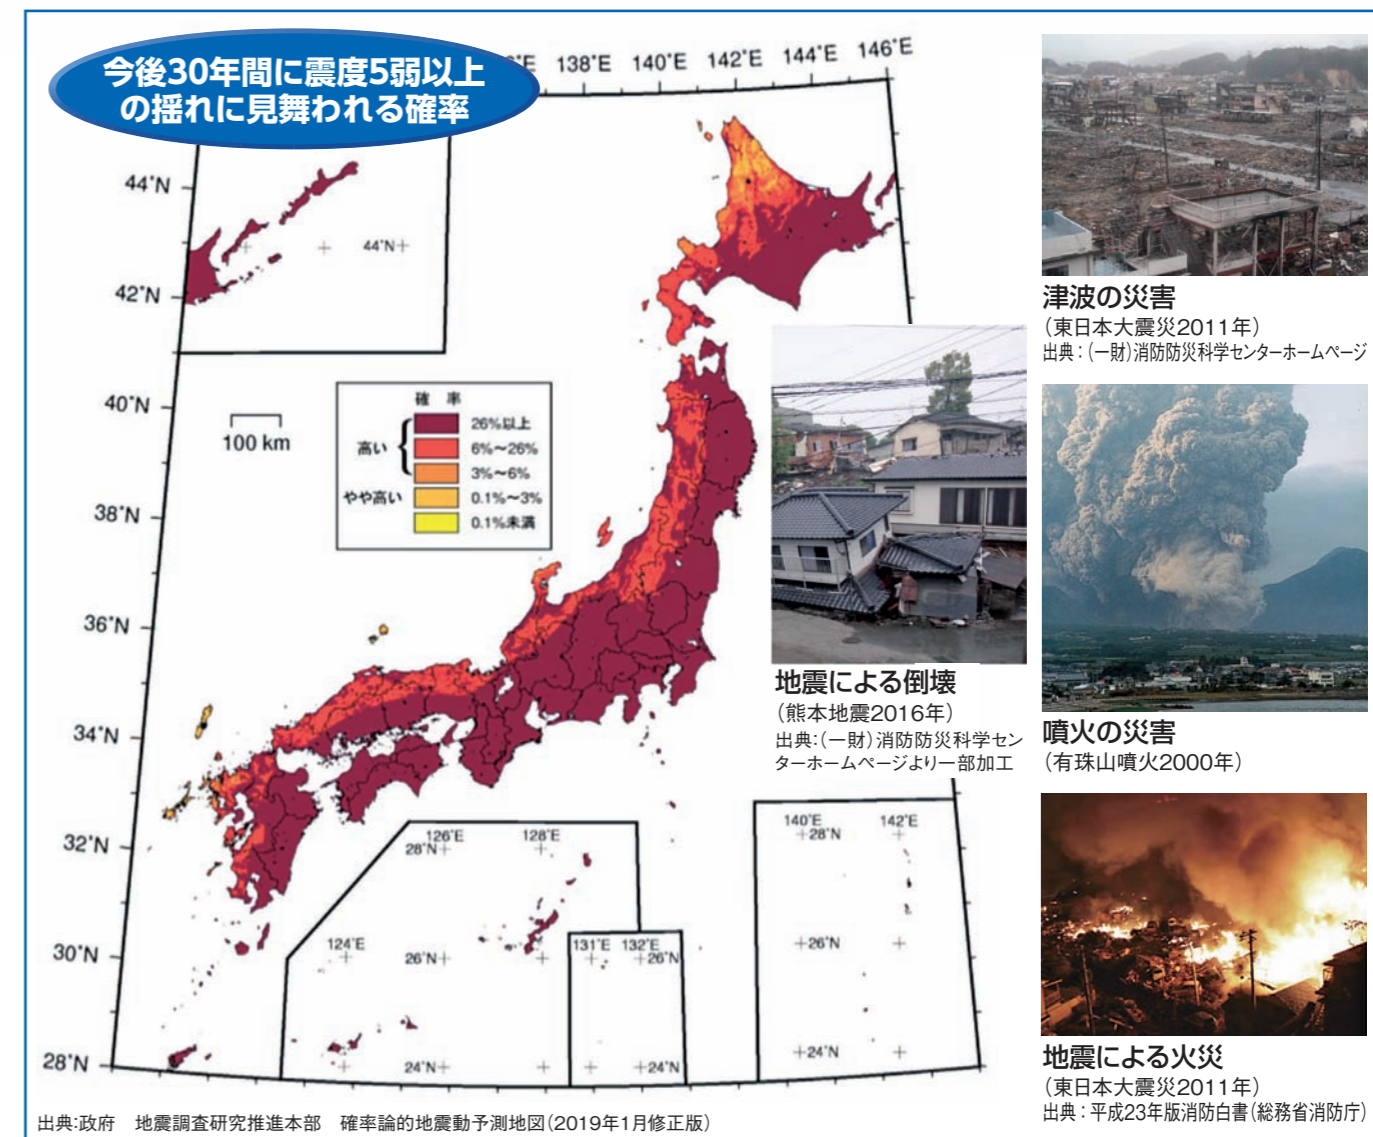 今後30年間に震度5弱以上
の揺れに見舞われる確率
138°E 140°E 142°E 144°E 146°E
44°N
44°N
42°N
40°N
38°N
36°N
34°N
32°N
30°N
28°N
100 km
確 率
高い
26%以上
6%〜26%
3%〜6%
やや高い
0.1%〜3%
0.1%未満
126°E 128°E
28°N
124°E
26°N
24°N
131°E 132°E
26°N
24°N
140°E 142°E
28°N
26°N
24°N
地震による倒壊
（熊本地震2016年）
出典:（一財）消防防災科学セン
ターホームページより一部加工
津波の災害
（東日本大震災2011年）
出典：（一財）消防防災科学センターホームページ
噴火の災害
（有珠山噴火2000年）
地震による火災
（東日本大震災2011年）
出典：平成23年版消防白書（総務省消防庁）
出典:政府 地震調査研究推進本部 確率論的地震動予測地図（2019年1月修正版）